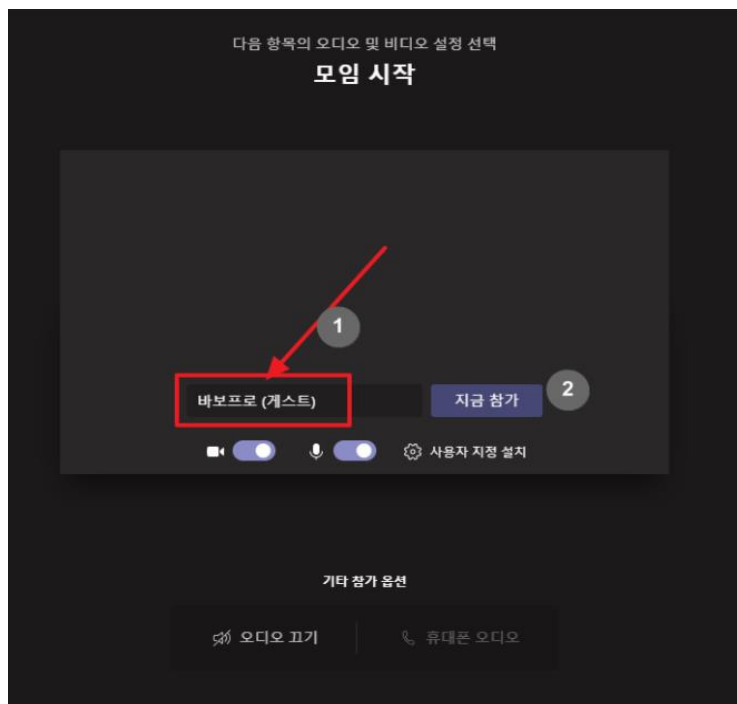 다음 항목의 오디오 및 비디오 설정 선택
모임 시작
1
바보프로 (게스트)
지금 참가
2
사용자 지정 설치
기타 참가 옵션
오디오 끄기
휴대폰 오디오